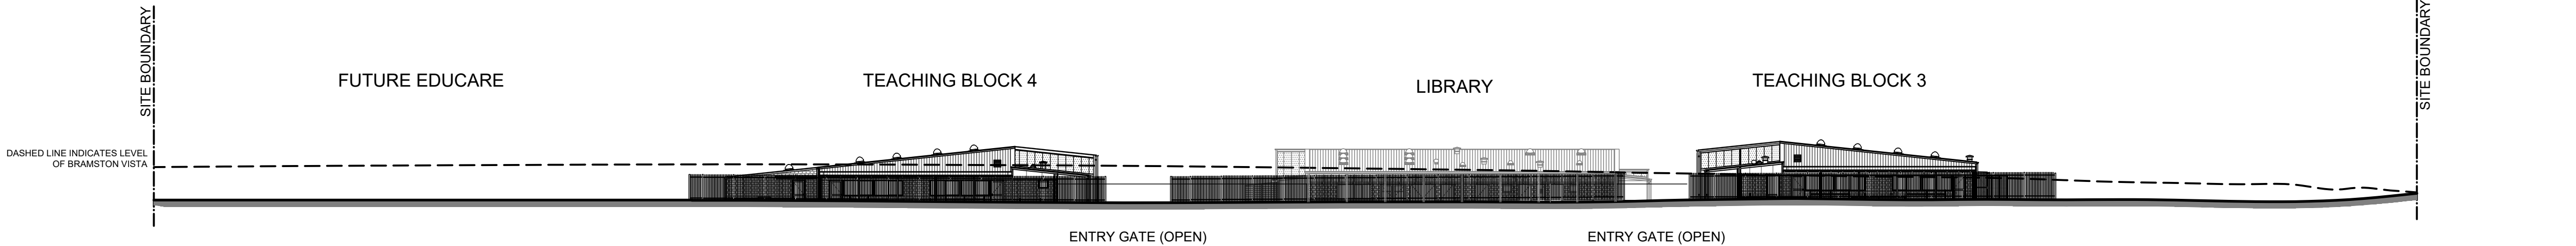 SITE BOUNDARY
FUTURE EDUCARE
TEACHING BLOCK 4
LIBRARY
TEACHING BLOCK 3
SITE BOUNDARY
DASHED LINE INDICATES LEVEL
OF BRAMSTON VISTA
ENTRY GATE (OPEN)
ENTRY GATE (OPEN)